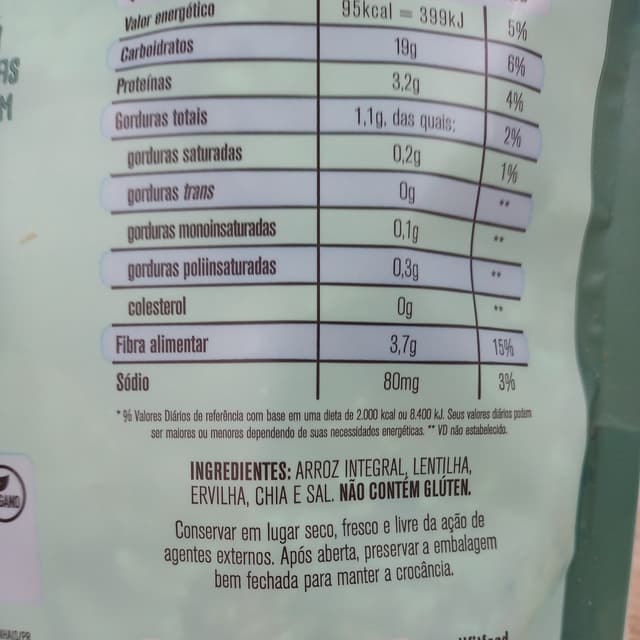 Valor energético 95kcal = 399kJ 5%
Carboidratos 19g 6%
Proteínas 3,2g 4%
Gorduras totais 1,1g, das quais: 2%
gorduras saturadas 0,2g 1%
gorduras trans 0g **
gorduras monoinsaturadas 0,1g **
gorduras poliinsaturadas 0,3g **
colesterol 0g **
Fibra alimentar 3,7g 15%
Sódio 80mg 3%
* % Valores Diários de referência com base em uma dieta de 2.000 kcal ou 8.400 kJ. Seus valores diários podem
ser maiores ou menores dependendo de suas necessidades energéticas. ** VD não estabelecido.
INGREDIENTES: ARROZ INTEGRAL, LENTILHA,
ERVILHA, CHIA E SAL. NÃO CONTÉM GLÚTEN.
Conservar em lugar seco, fresco e livre da ação de
agentes externos. Após aberta, preservar a embalagem
bem fechada para manter a crocância.